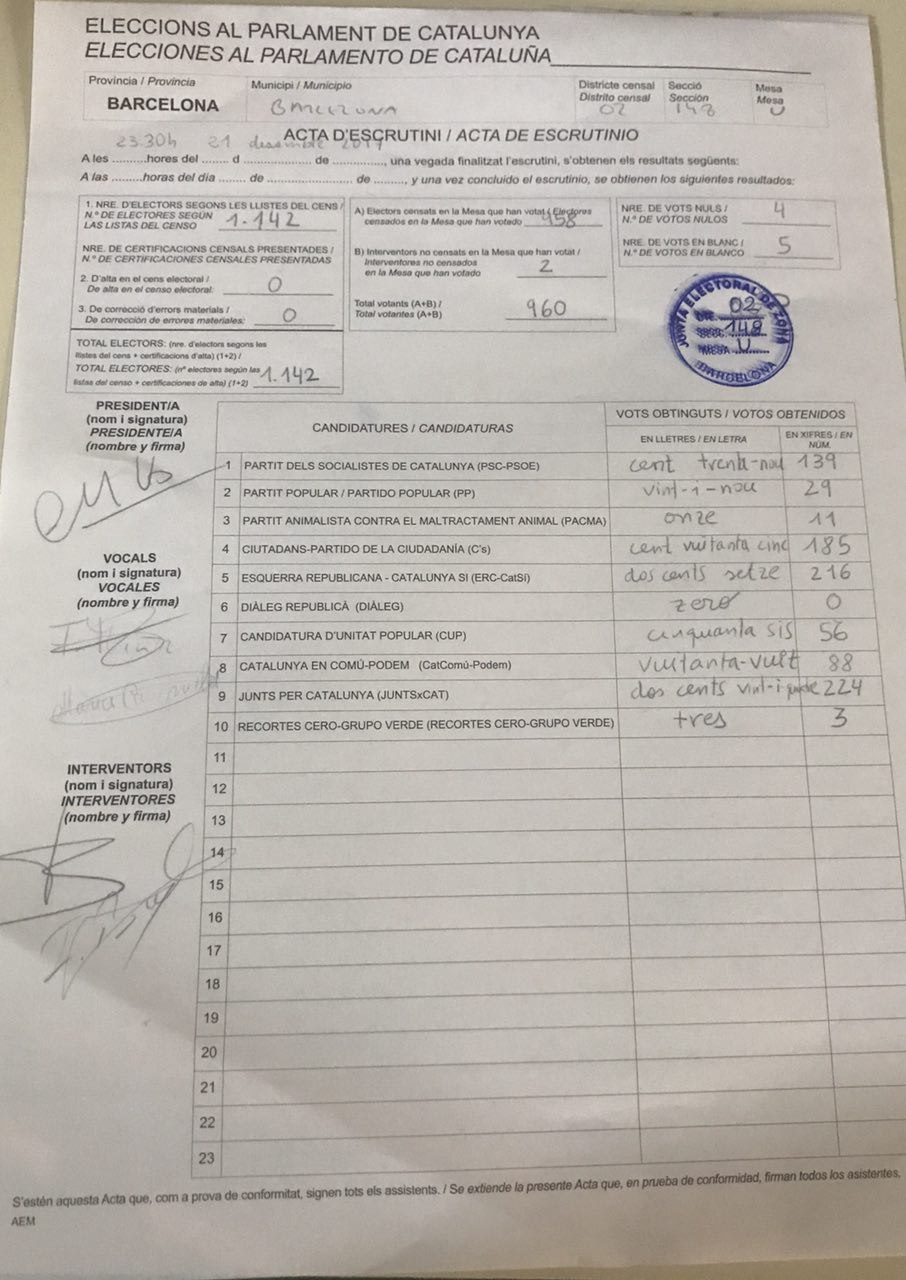 ELECCIONS AL PARLAMENT DE CATALUNYA
ELECCIONES AL PARLAMENTO DE CATALUÑA
Província / Provincia
BARCELONA
Municipi / Municipio
BARCELONA
Districte censal
Distrito censal
02
Secció
Sección
148
Mesa
Mesa
U
ACTA D'ESCRUTINI / ACTA DE ESCRUTINIO
23:30h 21 desembre 2017
A les ..........hores del ........ d .................... de ............, una vegada finalitzat l'escrutini, s'obtenen els resultats següents:
A las .........horas del día ........ de .................... de ........, y una vez concluido el escrutinio, se obtienen los siguientes resultados:
1. NRE. D'ELECTORS SEGONS LES LLISTES DEL CENS /
N.º DE ELECTORES SEGÚN
LAS LISTAS DEL CENSO 1.142
NRE. DE CERTIFICACIONS CENSALS PRESENTADES /
N.º DE CERTIFICACIONES CENSALES PRESENTADAS
2. D'alta en el cens electoral /
De alta en el censo electoral: 0
3. De correcció d'errors materials /
De corrección de errores materiales: 0
TOTAL ELECTORS: (nre. d'electors segons les
llistes del cens + certificacions d'alta) (1+2) /
TOTAL ELECTORES: (nº electores según las
listas del censo + certificaciones de alta) (1+2) 1.142
A) Electors censats en la Mesa que han votat / Electores
censados en la Mesa que han votado 958
B) Interventors no censats en la Mesa que han votat /
Interventores no censados
en la Mesa que han votado 2
Total votants (A+B) /
Total votantes (A+B) 960
NRE. DE VOTS NULS /
N.º DE VOTOS NULOS 4
NRE. DE VOTS EN BLANC /
N.º DE VOTOS EN BLANCO 5
JUNTA ELECTORAL DE ZONA
02
148
MESA U
BARCELONA
PRESIDENT/A
(nom i signatura)
PRESIDENTE/A
(nombre y firma)
VOCALS
(nom i signatura)
VOCALES
(nombre y firma)
INTERVENTORS
(nom i signatura)
INTERVENTORES
(nombre y firma)
CANDIDATURES / CANDIDATURAS
VOTS OBTINGUTS / VOTOS OBTENIDOS
EN LLETRES / EN LETRA
EN XIFRES / EN NÚM.
1 PARTIT DELS SOCIALISTES DE CATALUNYA (PSC-PSOE) cent trenta-nou 139
2 PARTIT POPULAR / PARTIDO POPULAR (PP) vint-i-nou 29
3 PARTIT ANIMALISTA CONTRA EL MALTRACTAMENT ANIMAL (PACMA) onze 11
4 CIUTADANS-PARTIDO DE LA CIUDADANÍA (C's) cent vuitanta cinc 185
5 ESQUERRA REPUBLICANA - CATALUNYA SI (ERC-CatSí) dos cents setze 216
6 DIÀLEG REPUBLICÀ (DIÀLEG) zero 0
7 CANDIDATURA D'UNITAT POPULAR (CUP) cinquanta sis 56
8 CATALUNYA EN COMÚ-PODEM (CatComú-Podem) vuitanta-vuit 88
9 JUNTS PER CATALUNYA (JUNTSxCAT) dos cents vint-i 224
10 RECORTES CERO-GRUPO VERDE (RECORTES CERO-GRUPO VERDE) tres 3
11
12
13
14
15
16
17
18
19
20
21
22
23
S'estén aquesta Acta que, com a prova de conformitat, signen tots els assistents. / Se extiende la presente Acta que, en prueba de conformidad, firman todos los asistentes.
AEM